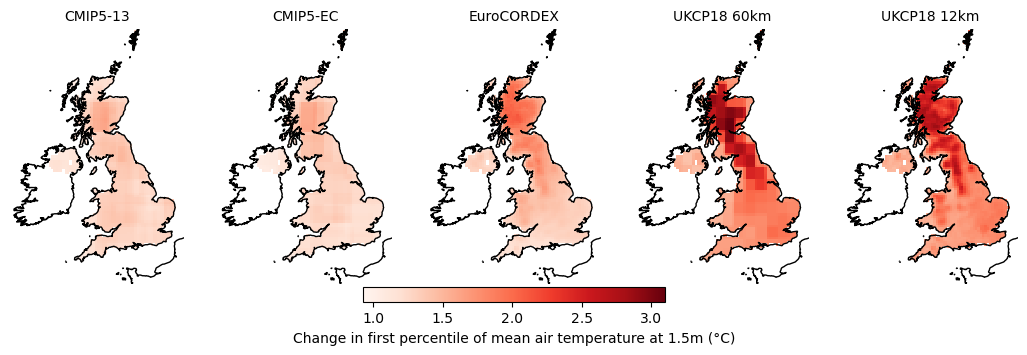 CMIP5-13 CMIP5-EC EuroCORDEX UKCP18 60km UKCP18 12km
1.0 1.5 2.0 2.5 3.0
Change in first percentile of mean air temperature at 1.5m (°C)